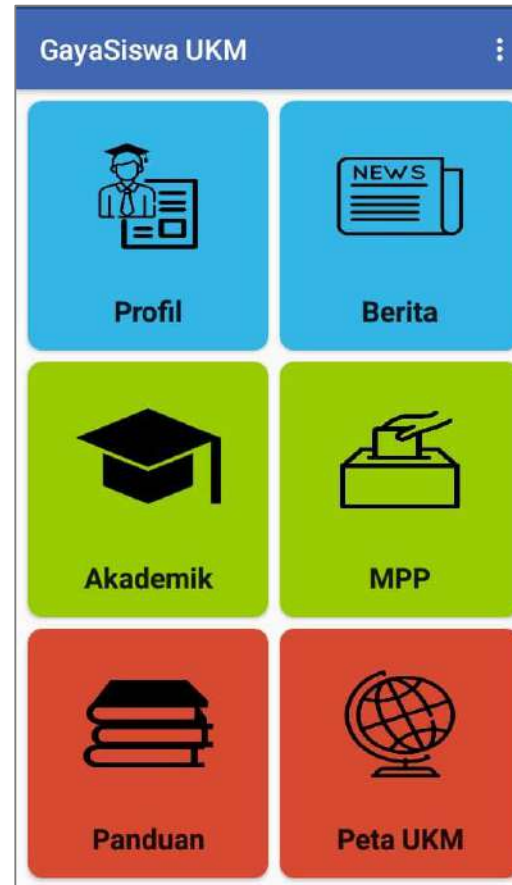 GayaSiswa UKM
NEWS
Profil
Berita
Akademik
MPP
Panduan
Peta UKM